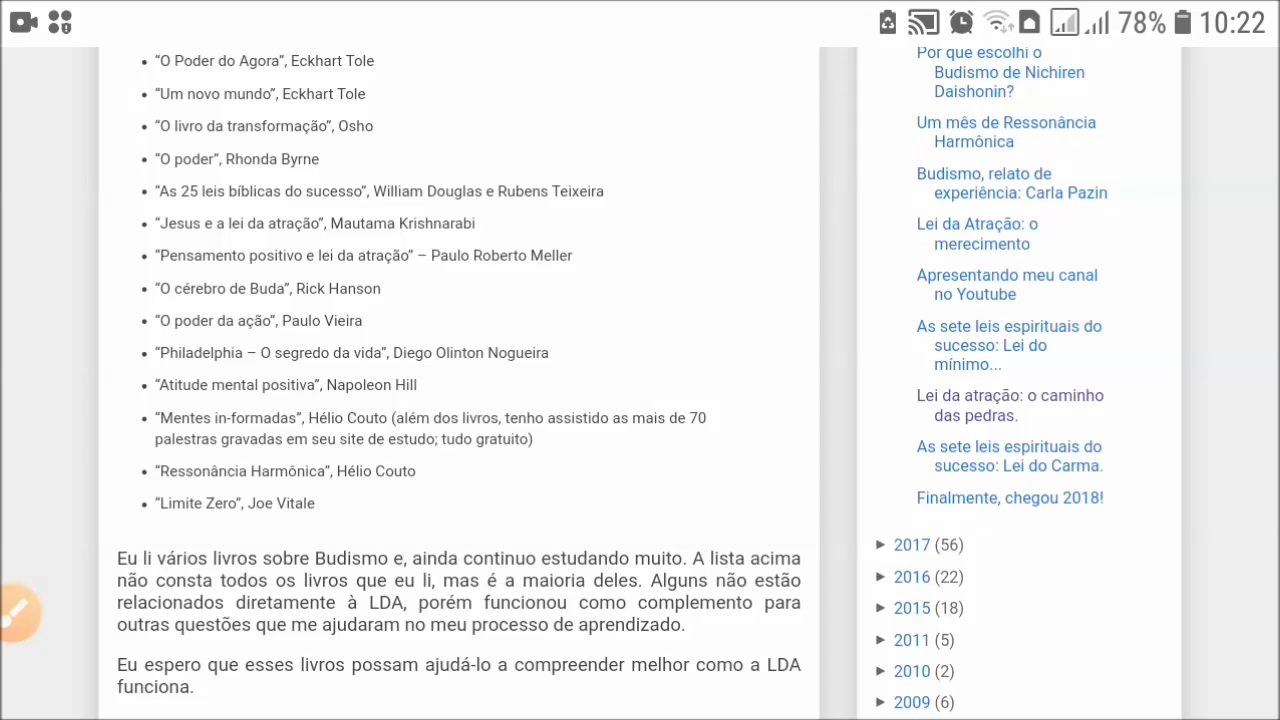 78% 10:22
• “O Poder do Agora”, Eckhart Tole
• “Um novo mundo”, Eckhart Tole
• “O livro da transformação”, Osho
• “O poder”, Rhonda Byrne
• “As 25 leis bíblicas do sucesso”, William Douglas e Rubens Teixeira
• “Jesus e a lei da atração”, Mautama Krishnarabi
• “Pensamento positivo e lei da atração” – Paulo Roberto Meller
• “O cérebro de Buda”, Rick Hanson
• “O poder da ação”, Paulo Vieira
• “Philadelphia – O segredo da vida”, Diego Olinton Nogueira
• “Atitude mental positiva”, Napoleon Hill
• “Mentes in-formadas”, Hélio Couto (além dos livros, tenho assistido as mais de 70
palestras gravadas em seu site de estudo; tudo gratuito)
• “Ressonância Harmônica”, Hélio Couto
• “Limite Zero”, Joe Vitale
Eu li vários livros sobre Budismo e, ainda continuo estudando muito. A lista acima
não consta todos os livros que eu li, mas é a maioria deles. Alguns não estão
relacionados diretamente à LDA, porém funcionou como complemento para
outras questões que me ajudaram no meu processo de aprendizado.
Eu espero que esses livros possam ajudá-lo a compreender melhor como a LDA
funciona.
Por que escolhi o
Budismo de Nichiren
Daishonin?
Um mês de Ressonância
Harmônica
Budismo, relato de
experiência: Carla Pazin
Lei da Atração: o
merecimento
Apresentando meu canal
no Youtube
As sete leis espirituais do
sucesso: Lei do
mínimo...
Lei da atração: o caminho
das pedras.
As sete leis espirituais do
sucesso: Lei do Carma.
Finalmente, chegou 2018!
► 2017 (56)
► 2016 (22)
► 2015 (18)
► 2011 (5)
► 2010 (2)
► 2009 (6)